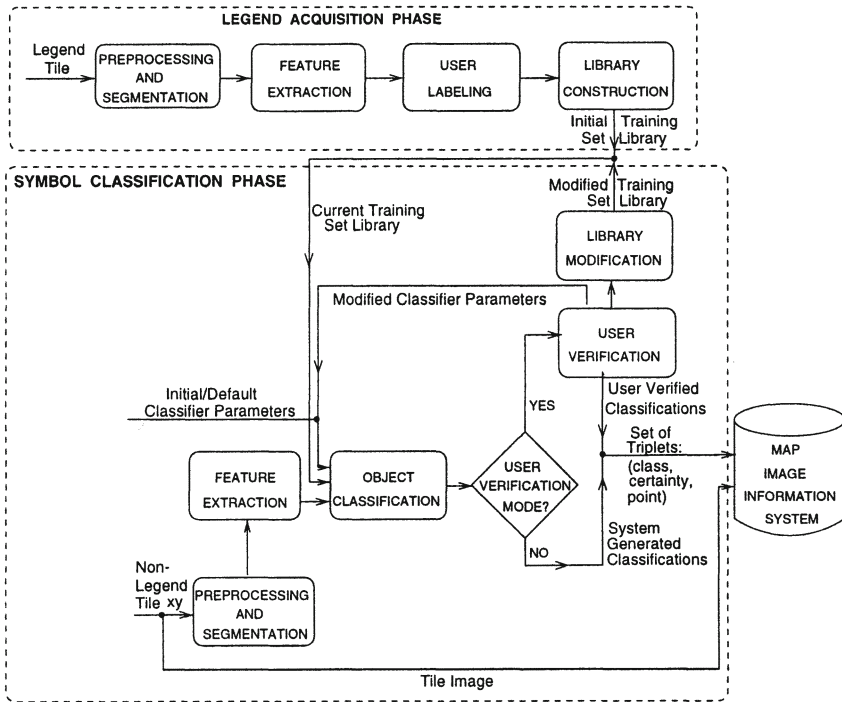 LEGEND ACQUISITION PHASE
Legend
Tile
PREPROCESSING
AND
SEGMENTATION
FEATURE
EXTRACTION
USER
LABELING
LIBRARY
CONSTRUCTION
Initial Training
Set Library
SYMBOL CLASSIFICATION PHASE
Modified Training
Set Library
Current Training
Set Library
LIBRARY
MODIFICATION
Modified Classifier Parameters
USER
VERIFICATION
Initial/Default
Classifier Parameters
YES
User Verified
Classifications
Set of
Triplets:
(class,
certainty,
point)
FEATURE
EXTRACTION
OBJECT
CLASSIFICATION
USER
VERIFICATION
MODE?
MAP
IMAGE
INFORMATION
SYSTEM
NO
System
Generated
Classifications
Non-
Legend
Tile xy
PREPROCESSING
AND
SEGMENTATION
Tile Image